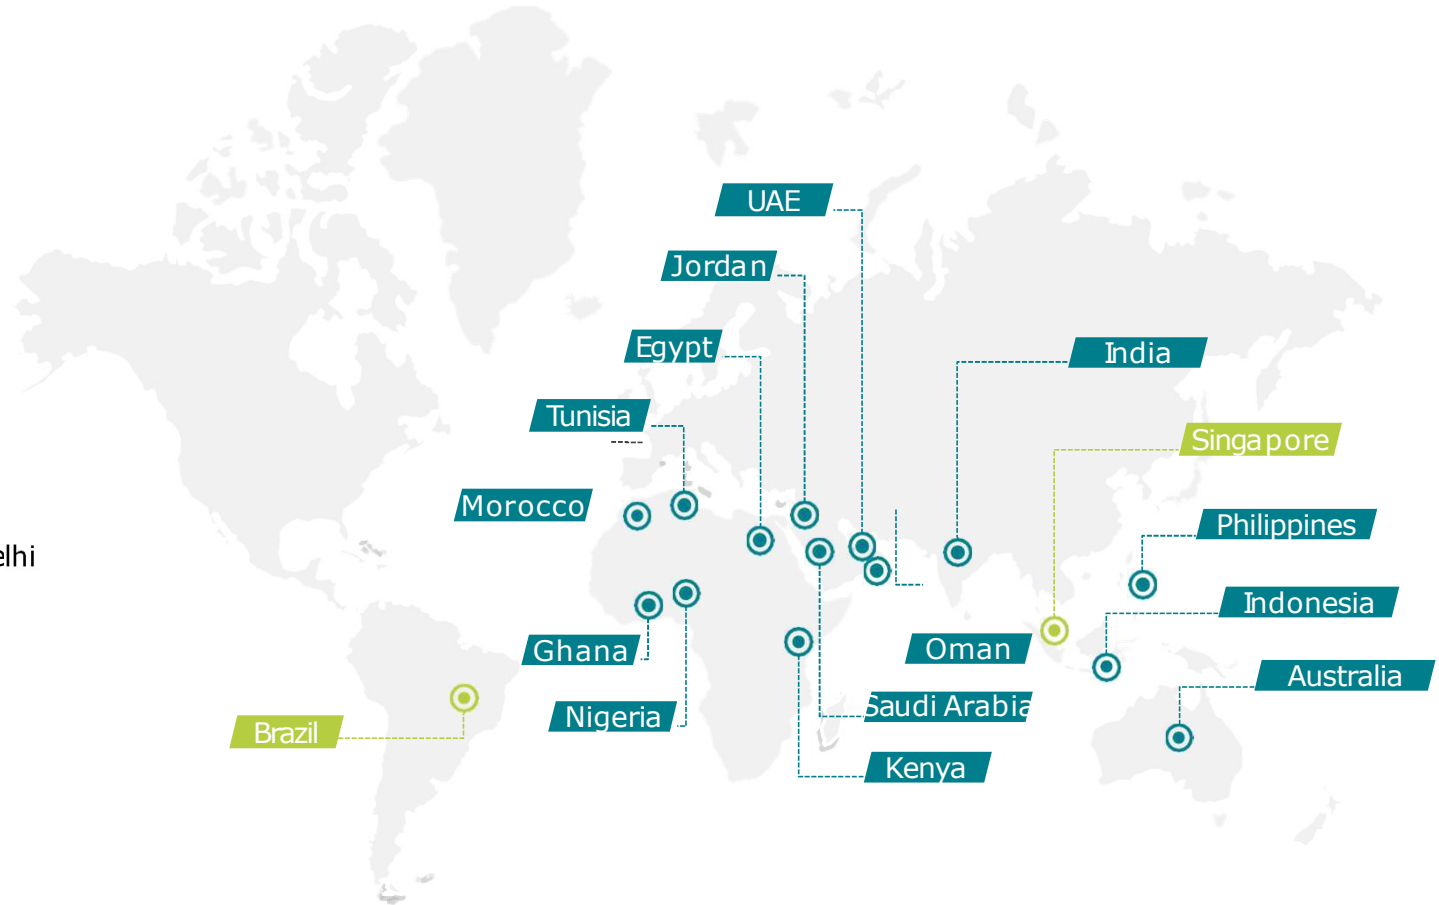 UAE
Jordan
Egypt
India
Tunisia
Singapore
Morocco
Philippines
elhi
Indonesia
Ghana
Oman
Australia
Saudi Arabia
Nigeria
Brazil
Kenya